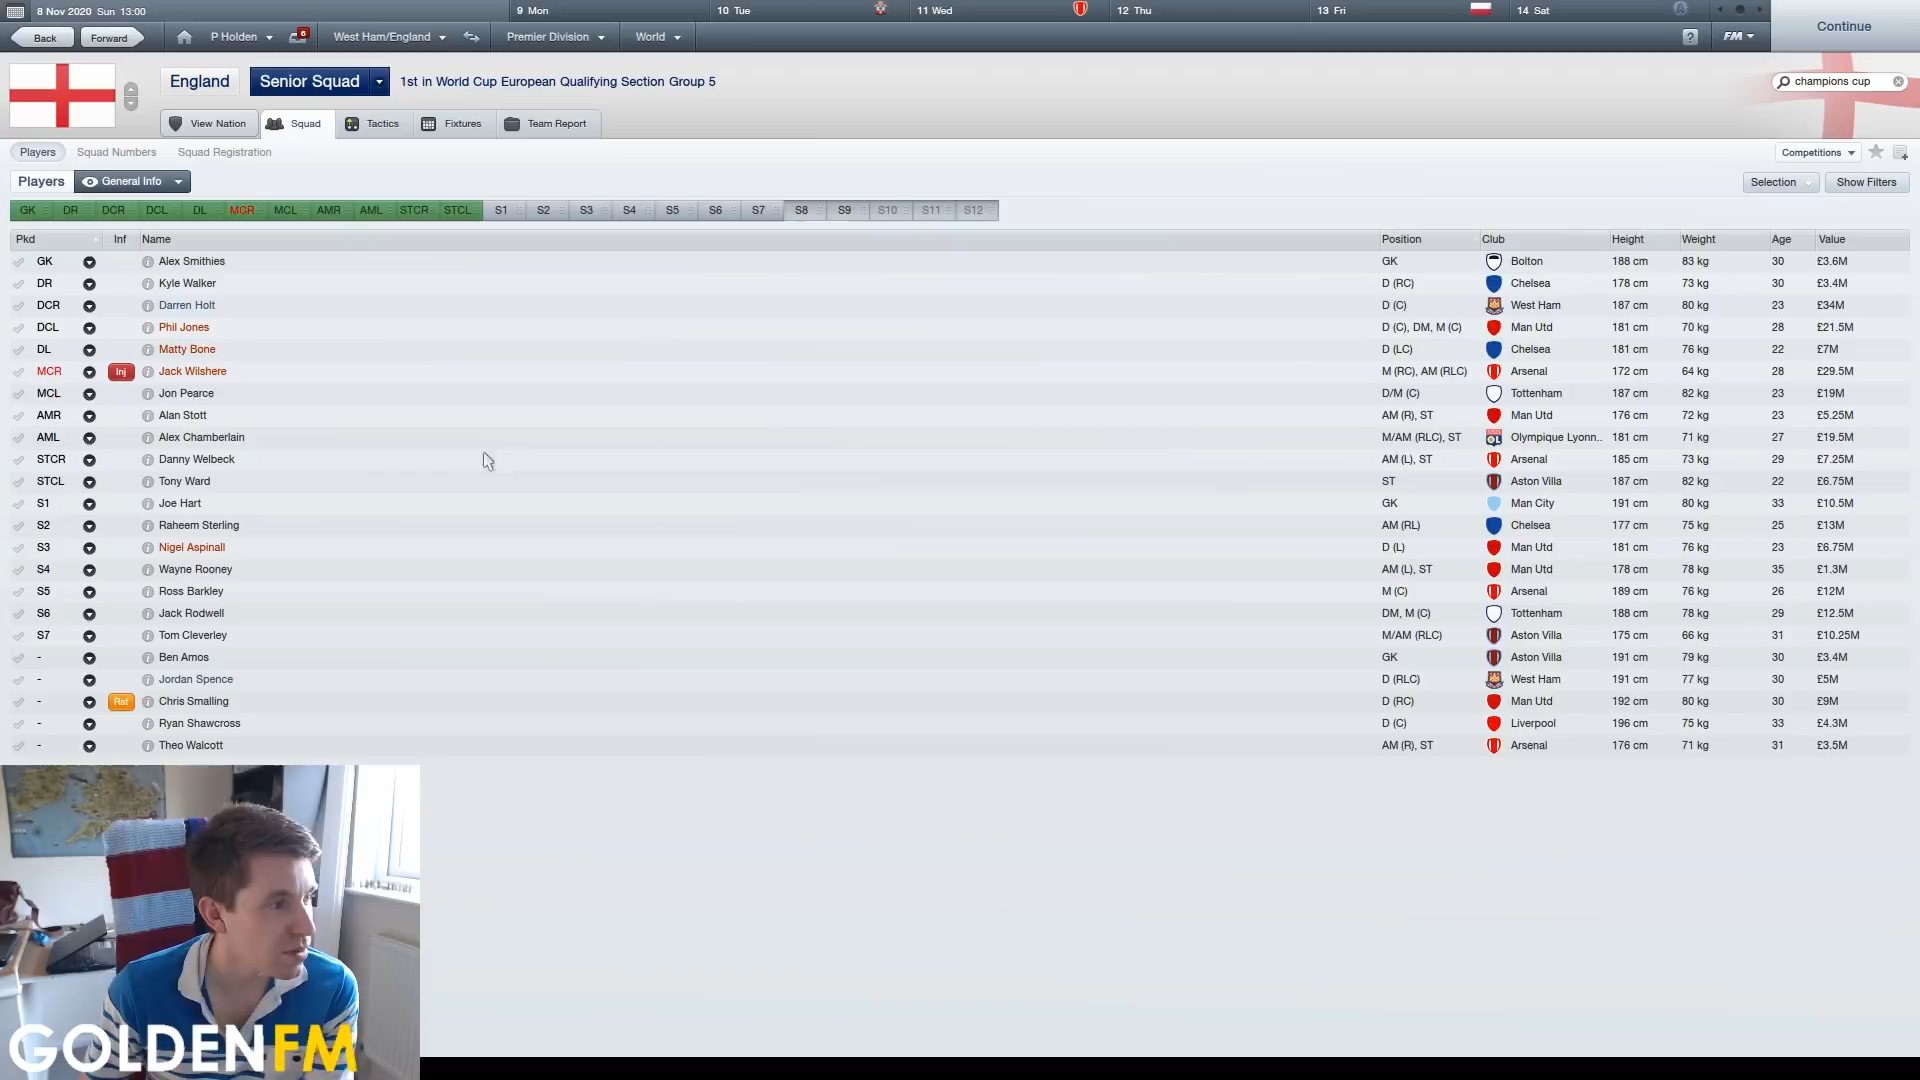 8 Nov 2020 Sun 13:00 9 Mon 10 Tue 11 Wed 12 Thu 13 Fri 14 Sat
Back Forward P Holden 6 West Ham/England Premier Division World ? FM Continue
England Senior Squad 1st in World Cup European Qualifying Section Group 5 champions cup
View Nation Squad Tactics Fixtures Team Report
Players Squad Numbers Squad Registration Competitions
Players General Info Selection Show Filters
GK DR DCR DCL DL MCR MCL AMR AML STCR STCL S1 S2 S3 S4 S5 S6 S7 S8 S9 S10 S11 S12
Pkd Inf Name Position Club Height Weight Age Value
GK Alex Smithies GK Bolton 188 cm 83 kg 30 £3.6M
DR Kyle Walker D (RC) Chelsea 178 cm 73 kg 30 £3.4M
DCR Darren Holt D (C) West Ham 187 cm 80 kg 23 £34M
DCL Phil Jones D (C), DM, M (C) Man Utd 181 cm 70 kg 28 £21.5M
DL Matty Bone D (LC) Chelsea 181 cm 76 kg 22 £7M
MCR Inj Jack Wilshere M (RC), AM (RLC) Arsenal 172 cm 64 kg 28 £29.5M
MCL Jon Pearce D/M (C) Tottenham 187 cm 82 kg 23 £19M
AMR Alan Stott AM (R), ST Man Utd 176 cm 72 kg 23 £5.25M
AML Alex Chamberlain M/AM (RLC), ST Olympique Lyonn.. 181 cm 71 kg 27 £19.5M
STCR Danny Welbeck AM (L), ST Arsenal 185 cm 73 kg 29 £7.25M
STCL Tony Ward ST Aston Villa 187 cm 82 kg 22 £6.75M
S1 Joe Hart GK Man City 191 cm 80 kg 33 £10.5M
S2 Raheem Sterling AM (RL) Chelsea 177 cm 75 kg 25 £13M
S3 Nigel Aspinall D (L) Man Utd 181 cm 76 kg 23 £6.75M
S4 Wayne Rooney AM (L), ST Man Utd 178 cm 78 kg 35 £1.3M
S5 Ross Barkley M (C) Arsenal 189 cm 76 kg 26 £12M
S6 Jack Rodwell DM, M (C) Tottenham 188 cm 78 kg 29 £12.5M
S7 Tom Cleverley M/AM (RLC) Aston Villa 175 cm 66 kg 31 £10.25M
- Ben Amos GK Aston Villa 191 cm 79 kg 30 £3.4M
- Jordan Spence D (RLC) West Ham 191 cm 77 kg 30 £5M
- Rst Chris Smalling D (RC) Man Utd 192 cm 80 kg 30 £9M
- Ryan Shawcross D (C) Liverpool 196 cm 75 kg 33 £4.3M
- Theo Walcott AM (R), ST Arsenal 176 cm 71 kg 31 £3.5M
GOLDENFM